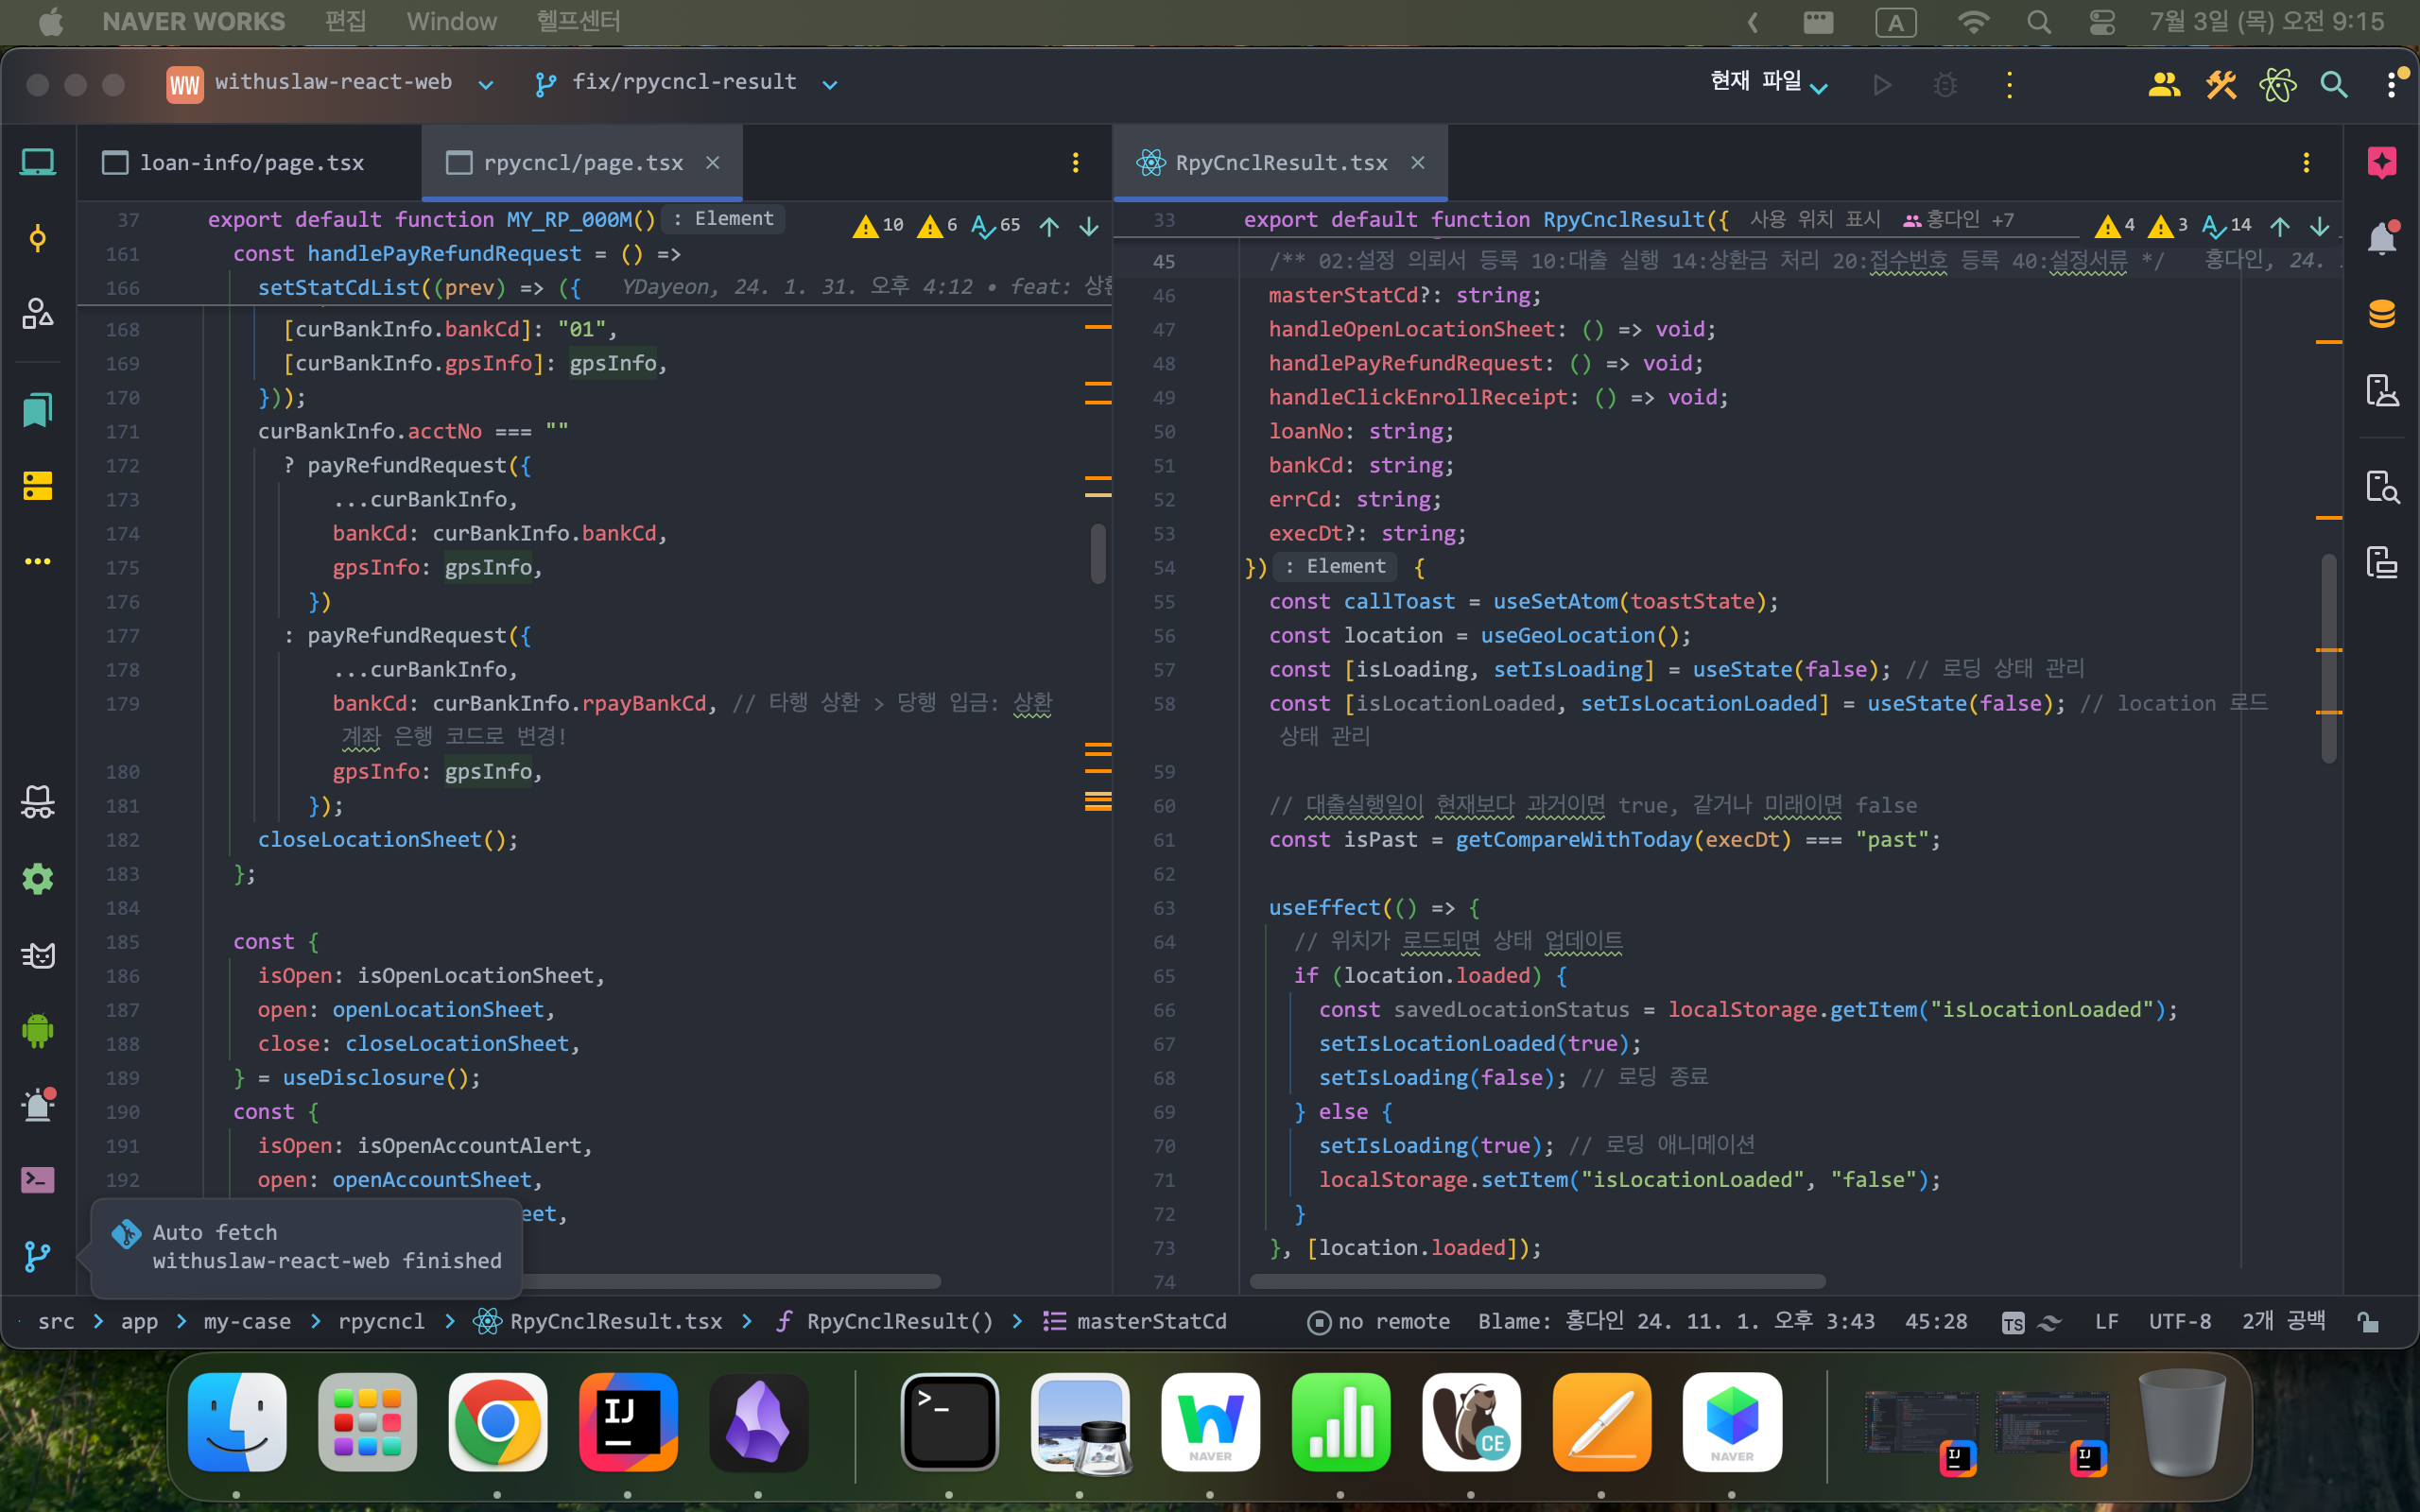 NAVER WORKS 편집 Window 헬프센터 A 7월 3일 (목) 오전 9:15
WW withuslaw-react-web fix/rpycncl-result 현재 파일
loan-info/page.tsx rpycncl/page.tsx
37 export default function MY_RP_000M() : Element 10 6 65
161 const handlePayRefundRequest = () =>
166 setStatCdList((prev) => ({ YDayeon, 24. 1. 31. 오후 4:12 • feat: 상환
168 [curBankInfo.bankCd]: "01",
169 [curBankInfo.gpsInfo]: gpsInfo,
170 }));
171 curBankInfo.acctNo === ""
172 ? payRefundRequest({
173 ...curBankInfo,
174 bankCd: curBankInfo.bankCd,
175 gpsInfo: gpsInfo,
176 })
177 : payRefundRequest({
178 ...curBankInfo,
179 bankCd: curBankInfo.rpayBankCd, // 타행 상환 > 당행 입금: 상환
계좌 은행 코드로 변경!
180 gpsInfo: gpsInfo,
181 });
182 closeLocationSheet();
183 };
184
185 const {
186 isOpen: isOpenLocationSheet,
187 open: openLocationSheet,
188 close: closeLocationSheet,
189 } = useDisclosure();
190 const {
191 isOpen: isOpenAccountAlert,
192 open: openAccountSheet,
eet,
Auto fetch
withuslaw-react-web finished
RpyCnclResult.tsx
33 export default function RpyCnclResult({ 사용 위치 표시 홍다인 +7 4 3 14
45 /** 02:설정 의뢰서 등록 10:대출 실행 14:상환금 처리 20:접수번호 등록 40:설정서류 */ 홍다인, 24.
46 masterStatCd?: string;
47 handleOpenLocationSheet: () => void;
48 handlePayRefundRequest: () => void;
49 handleClickEnrollReceipt: () => void;
50 loanNo: string;
51 bankCd: string;
52 errCd: string;
53 execDt?: string;
54 }) : Element {
55 const callToast = useSetAtom(toastState);
56 const location = useGeoLocation();
57 const [isLoading, setIsLoading] = useState(false); // 로딩 상태 관리
58 const [isLocationLoaded, setIsLocationLoaded] = useState(false); // location 로드
상태 관리
59
60 // 대출실행일이 현재보다 과거이면 true, 같거나 미래이면 false
61 const isPast = getCompareWithToday(execDt) === "past";
62
63 useEffect(() => {
64 // 위치가 로드되면 상태 업데이트
65 if (location.loaded) {
66 const savedLocationStatus = localStorage.getItem("isLocationLoaded");
67 setIsLocationLoaded(true);
68 setIsLoading(false); // 로딩 종료
69 } else {
70 setIsLoading(true); // 로딩 애니메이션
71 localStorage.setItem("isLocationLoaded", "false");
72 }
73 }, [location.loaded]);
74
src > app > my-case > rpycncl > RpyCnclResult.tsx > RpyCnclResult() > masterStatCd no remote Blame: 홍다인 24. 11. 1. 오후 3:43 45:28 TS LF UTF-8 2개 공백
IJ >_ NAVER CE NAVER IJ IJ